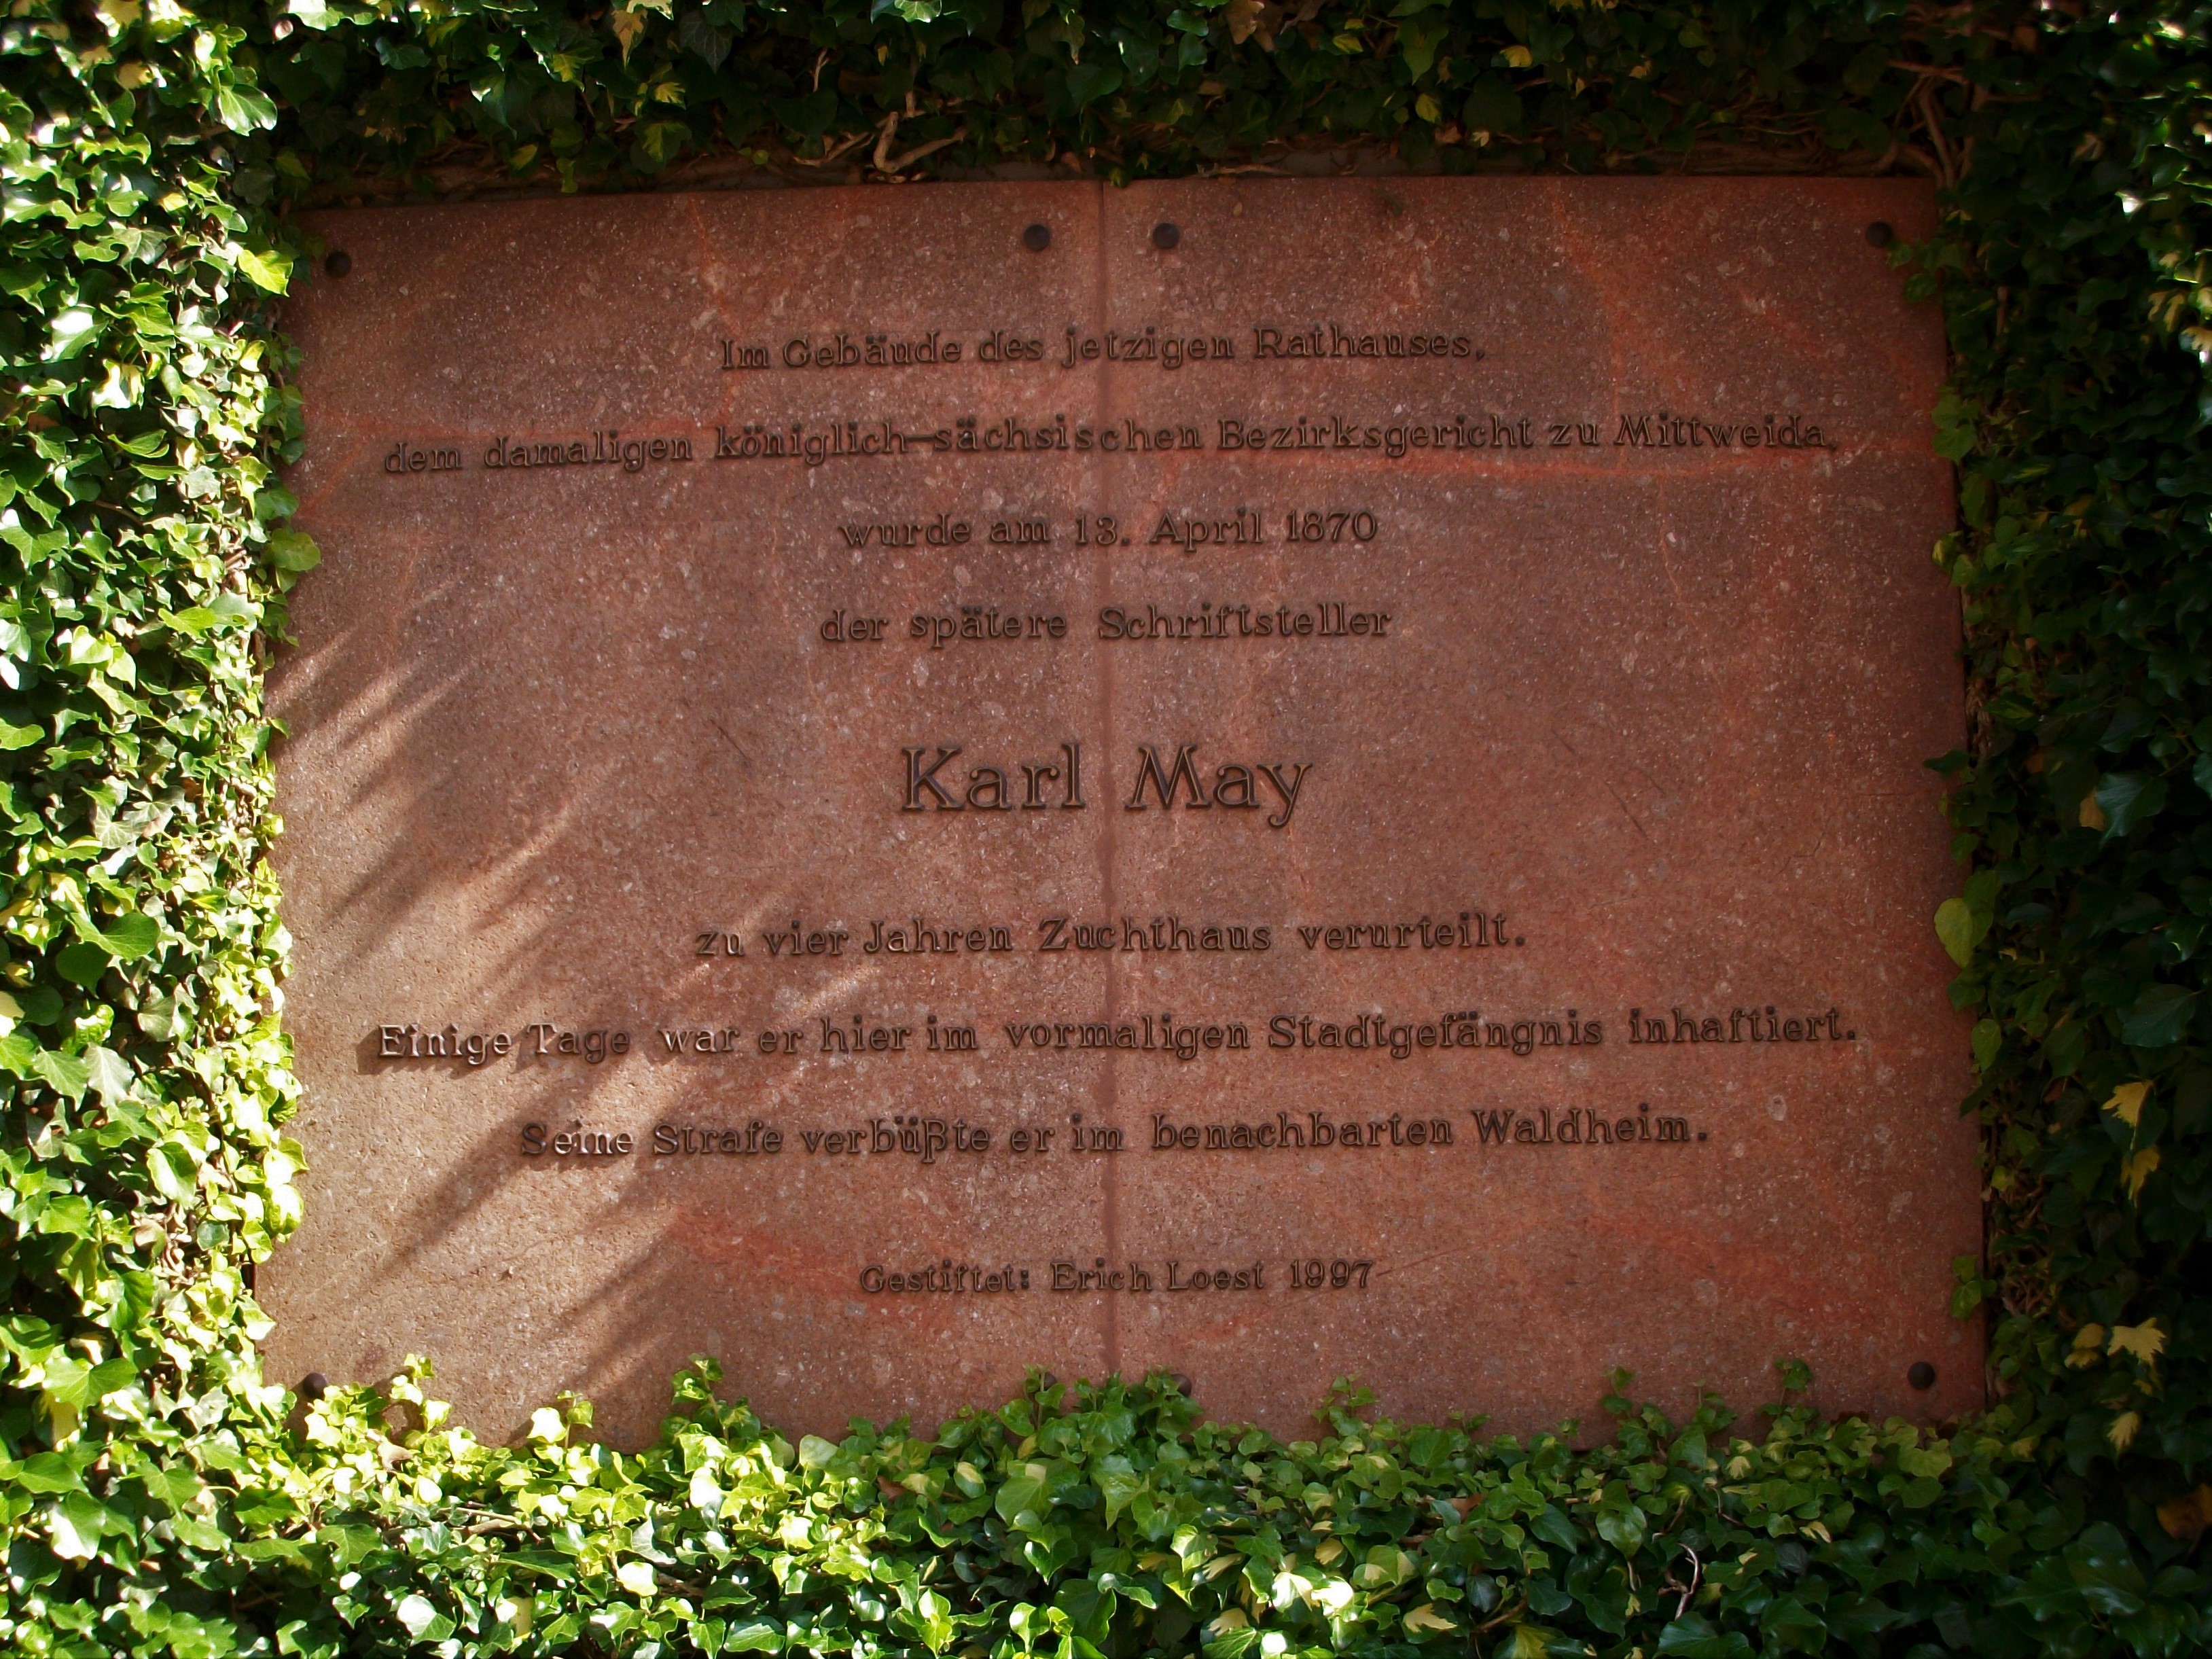 Im Gebäude des jetzigen Rathauses,
dem damaligen königlich-sächsischen Bezirksgericht zu Mittweida,
wurde am 13. April 1870
der spätere Schriftsteller
Karl May
zu vier Jahren Zuchthaus verurteilt.
Einige Tage war er hier im vormaligen Stadtgefängnis inhaftiert.
Seine Strafe verbüßte er im benachbarten Waldheim.
Gestiftet: Erich Loest 1997